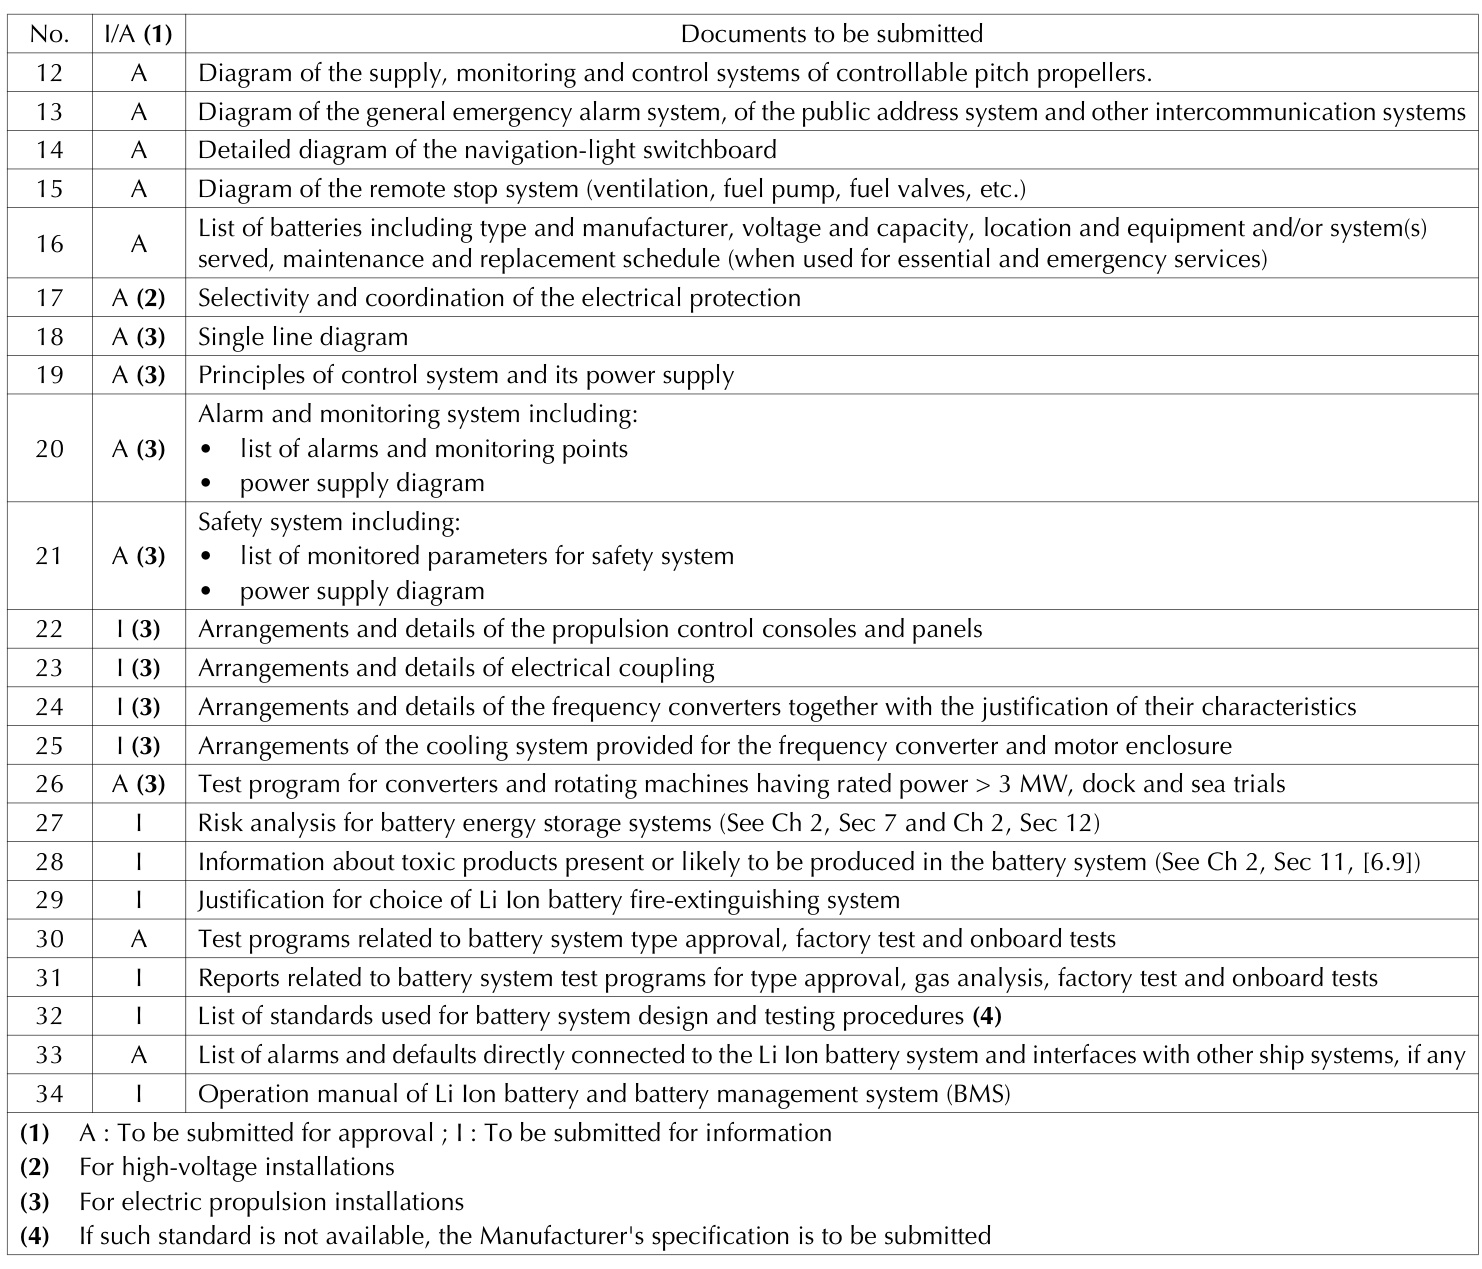 No. I/A (1) Documents to be submitted
12 A Diagram of the supply, monitoring and control systems of controllable pitch propellers.
13 A Diagram of the general emergency alarm system, of the public address system and other intercommunication systems
14 A Detailed diagram of the navigation-light switchboard
15 A Diagram of the remote stop system (ventilation, fuel pump, fuel valves, etc.)
16 A List of batteries including type and manufacturer, voltage and capacity, location and equipment and/or system(s)
served, maintenance and replacement schedule (when used for essential and emergency services)
17 A (2) Selectivity and coordination of the electrical protection
18 A (3) Single line diagram
19 A (3) Principles of control system and its power supply
20 A (3) Alarm and monitoring system including:
• list of alarms and monitoring points
• power supply diagram
21 A (3) Safety system including:
• list of monitored parameters for safety system
• power supply diagram
22 I (3) Arrangements and details of the propulsion control consoles and panels
23 I (3) Arrangements and details of electrical coupling
24 I (3) Arrangements and details of the frequency converters together with the justification of their characteristics
25 I (3) Arrangements of the cooling system provided for the frequency converter and motor enclosure
26 A (3) Test program for converters and rotating machines having rated power > 3 MW, dock and sea trials
27 I Risk analysis for battery energy storage systems (See Ch 2, Sec 7 and Ch 2, Sec 12)
28 I Information about toxic products present or likely to be produced in the battery system (See Ch 2, Sec 11, [6.9])
29 I Justification for choice of Li Ion battery fire-extinguishing system
30 A Test programs related to battery system type approval, factory test and onboard tests
31 I Reports related to battery system test programs for type approval, gas analysis, factory test and onboard tests
32 I List of standards used for battery system design and testing procedures (4)
33 A List of alarms and defaults directly connected to the Li Ion battery system and interfaces with other ship systems, if any
34 I Operation manual of Li Ion battery and battery management system (BMS)
(1) A : To be submitted for approval ; I : To be submitted for information
(2) For high-voltage installations
(3) For electric propulsion installations
(4) If such standard is not available, the Manufacturer's specification is to be submitted